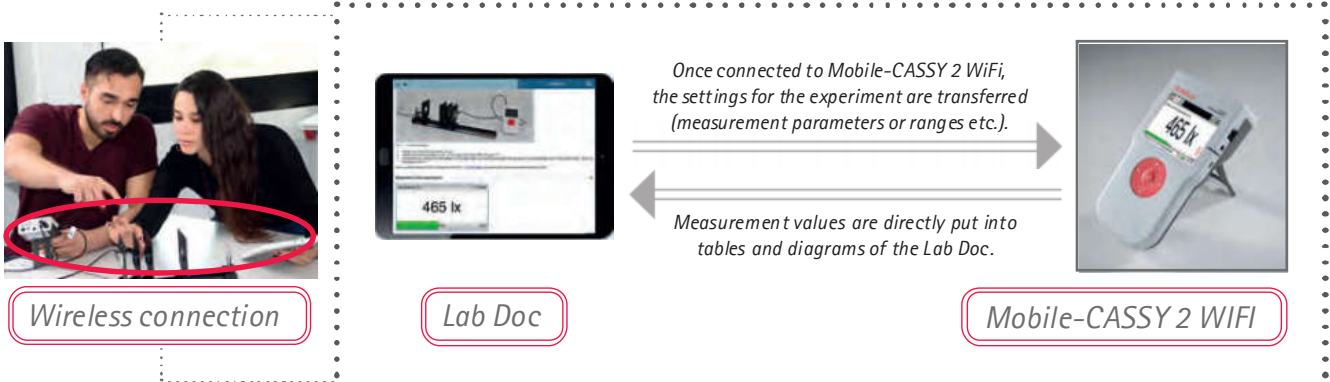 Once connected to Mobile-CASSY 2 WiFi,
the settings for the experiment are transferred
(measurement parameters or ranges etc.).
465 lx
465 lx
Measurement values are directly put into
tables and diagrams of the Lab Doc.
Wireless connection
Lab Doc
Mobile-CASSY 2 WIFI